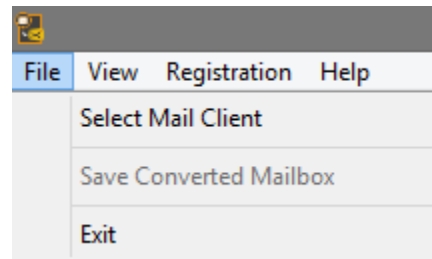 File View Registration Help
Select Mail Client
Save Converted Mailbox
Exit